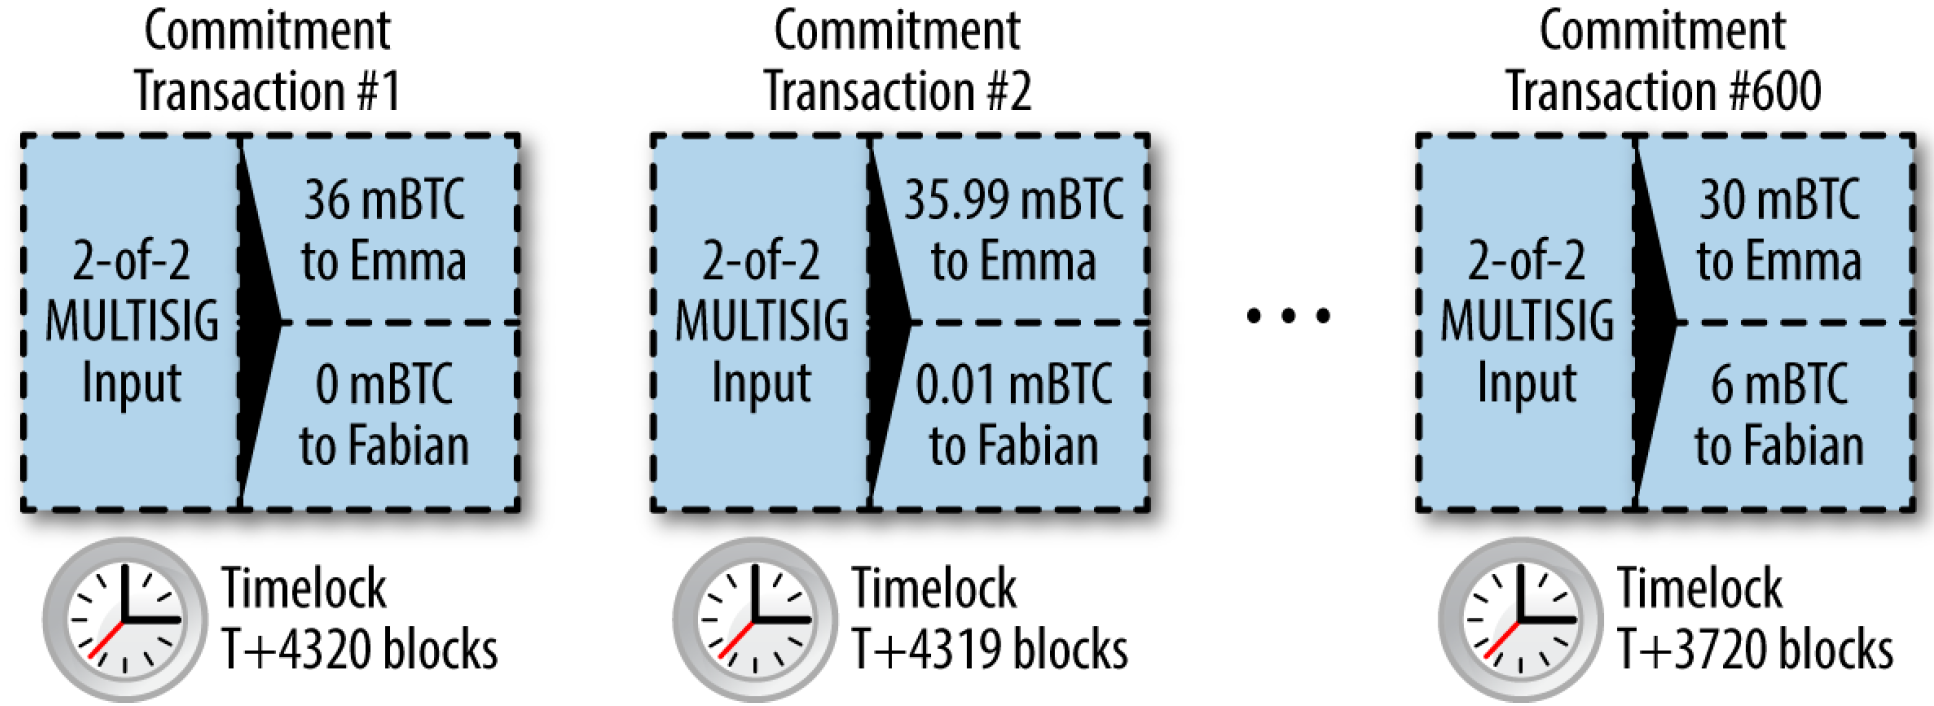 Commitment
Transaction #1
2-of-2
MULTISIG
Input
36 mBTC
to Emma
0 mBTC
to Fabian
Timelock
T+4320 blocks
Commitment
Transaction #2
2-of-2
MULTISIG
Input
35.99 mBTC
to Emma
0.01 mBTC
to Fabian
Timelock
T+4319 blocks
...
Commitment
Transaction #600
2-of-2
MULTISIG
Input
30 mBTC
to Emma
6 mBTC
to Fabian
Timelock
T+3720 blocks